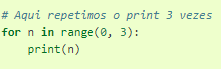 # Aqui repetimos o print 3 vezes
for n in range(0, 3):
    print(n)